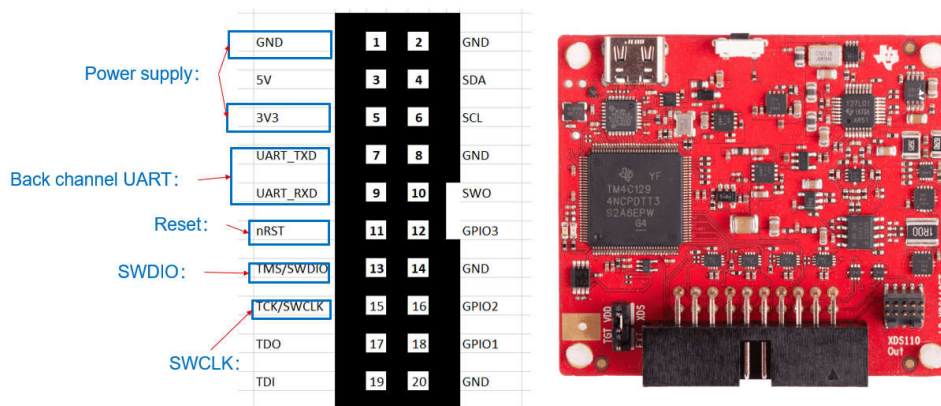 GND 1 2 GND
Power supply:
5V 3 4 SDA
3V3 5 6 SCL
UART_TXD 7 8 GND
Back channel UART:
UART_RXD 9 10 SWO
Reset:
nRST 11 12 GPIO3
SWDIO:
TMS/SWDIO 13 14 GND
TCK/SWCLK 15 16 GPIO2
TDO 17 18 GPIO1
SWCLK:
TDI 19 20 GND
YF
TM4C129
4NCPDTT3
G4
1R00
TGT VDD
XDS
XDS110
Out